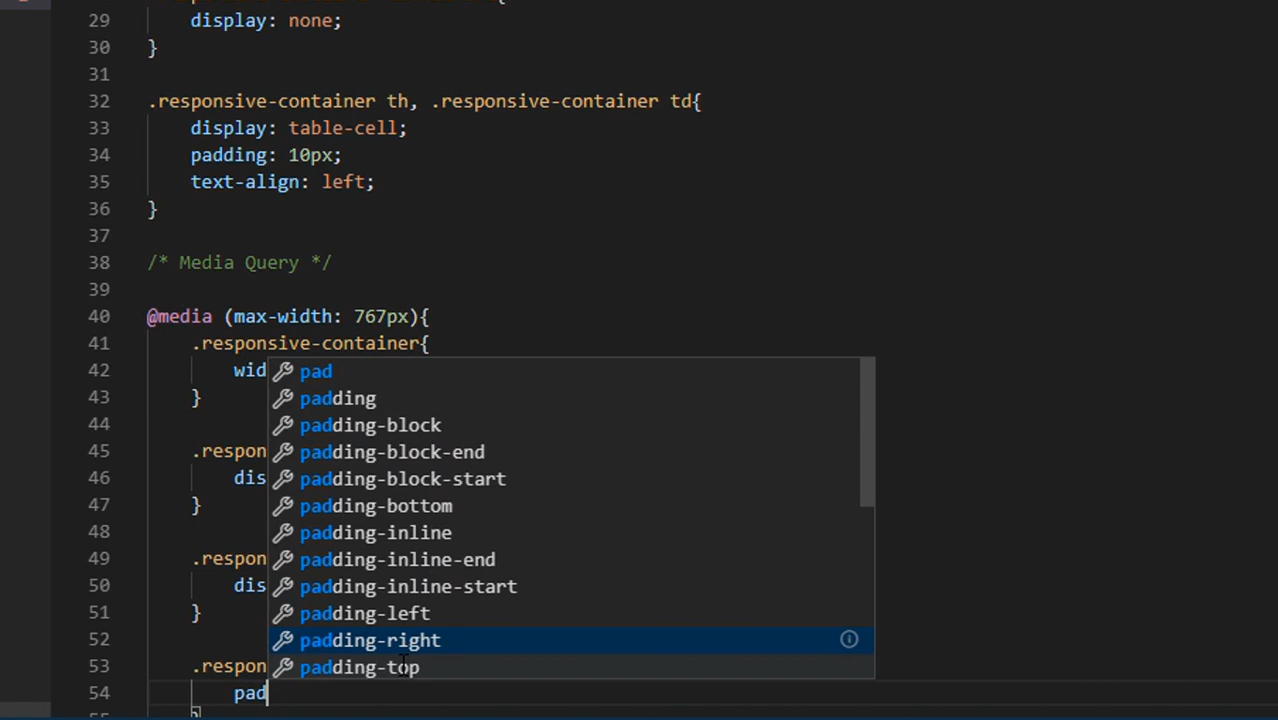 29 display: none;
30 }
31
32 .responsive-container th, .responsive-container td{
33 display: table-cell;
34 padding: 10px;
35 text-align: left;
36 }
37
38 /* Media Query */
39
40 @media (max-width: 767px){
41 .responsive-container{
42 wid pad
43 } padding
44 padding-block
45 .respon padding-block-end
46 dis padding-block-start
47 } padding-bottom
48 padding-inline
49 .respon padding-inline-end
50 dis padding-inline-start
51 } padding-left
52 padding-right
53 .respon padding-top
54 pad
55 }